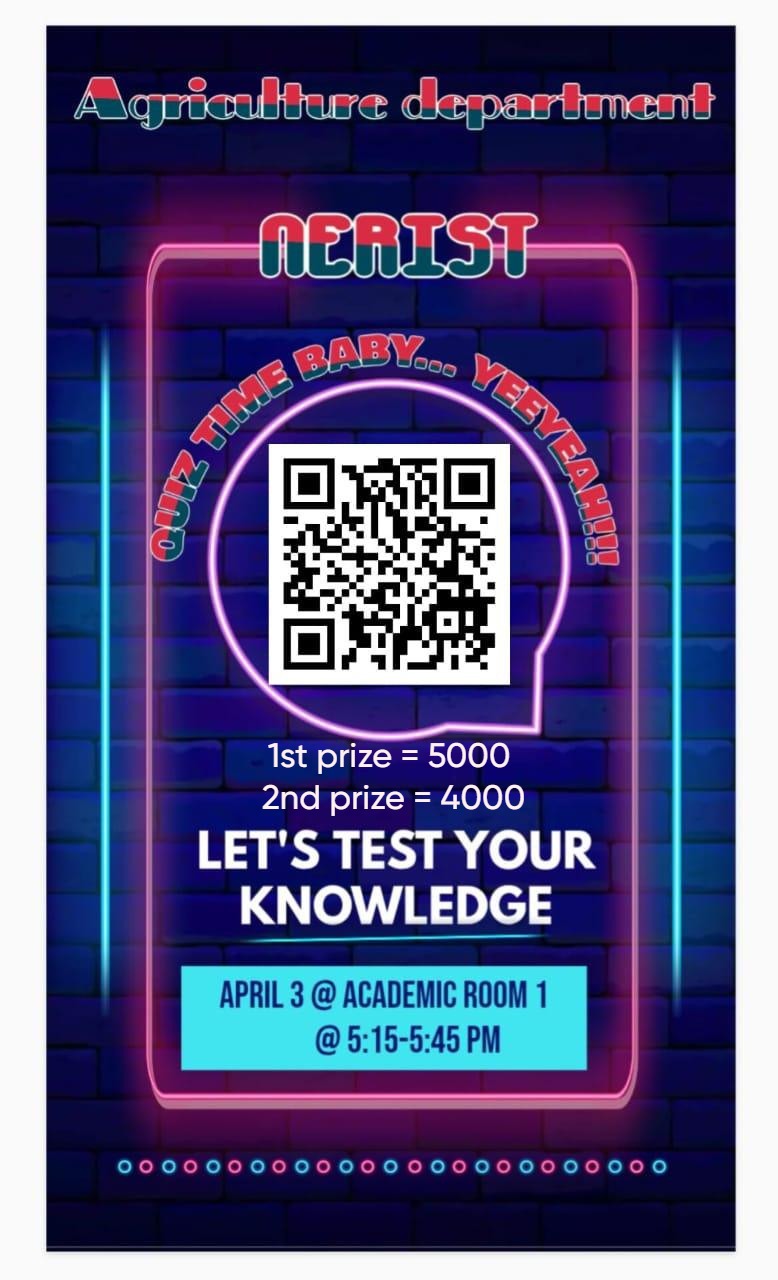 Agriculture department
NERIST
QUIZ TIME BABY... YEEYEAH!!!
1st prize = 5000
2nd prize = 4000
LET'S TEST YOUR
KNOWLEDGE
APRIL 3 @ ACADEMIC ROOM 1
@ 5:15-5:45 PM